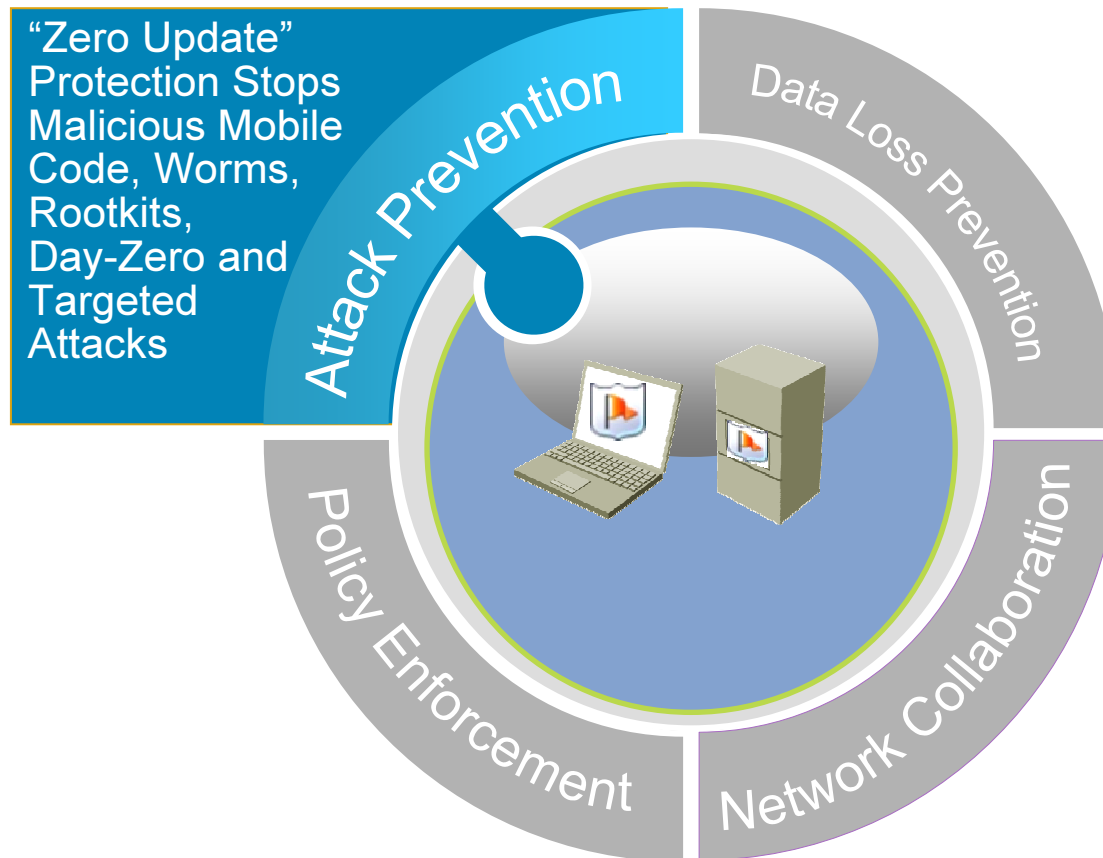 “Zero Update”
Protection Stops
Malicious Mobile
Code, Worms,
Rootkits,
Day-Zero and
Targeted
Attacks
Attack Prevention
Data Loss Prevention
Policy Enforcement
Network Collaboration